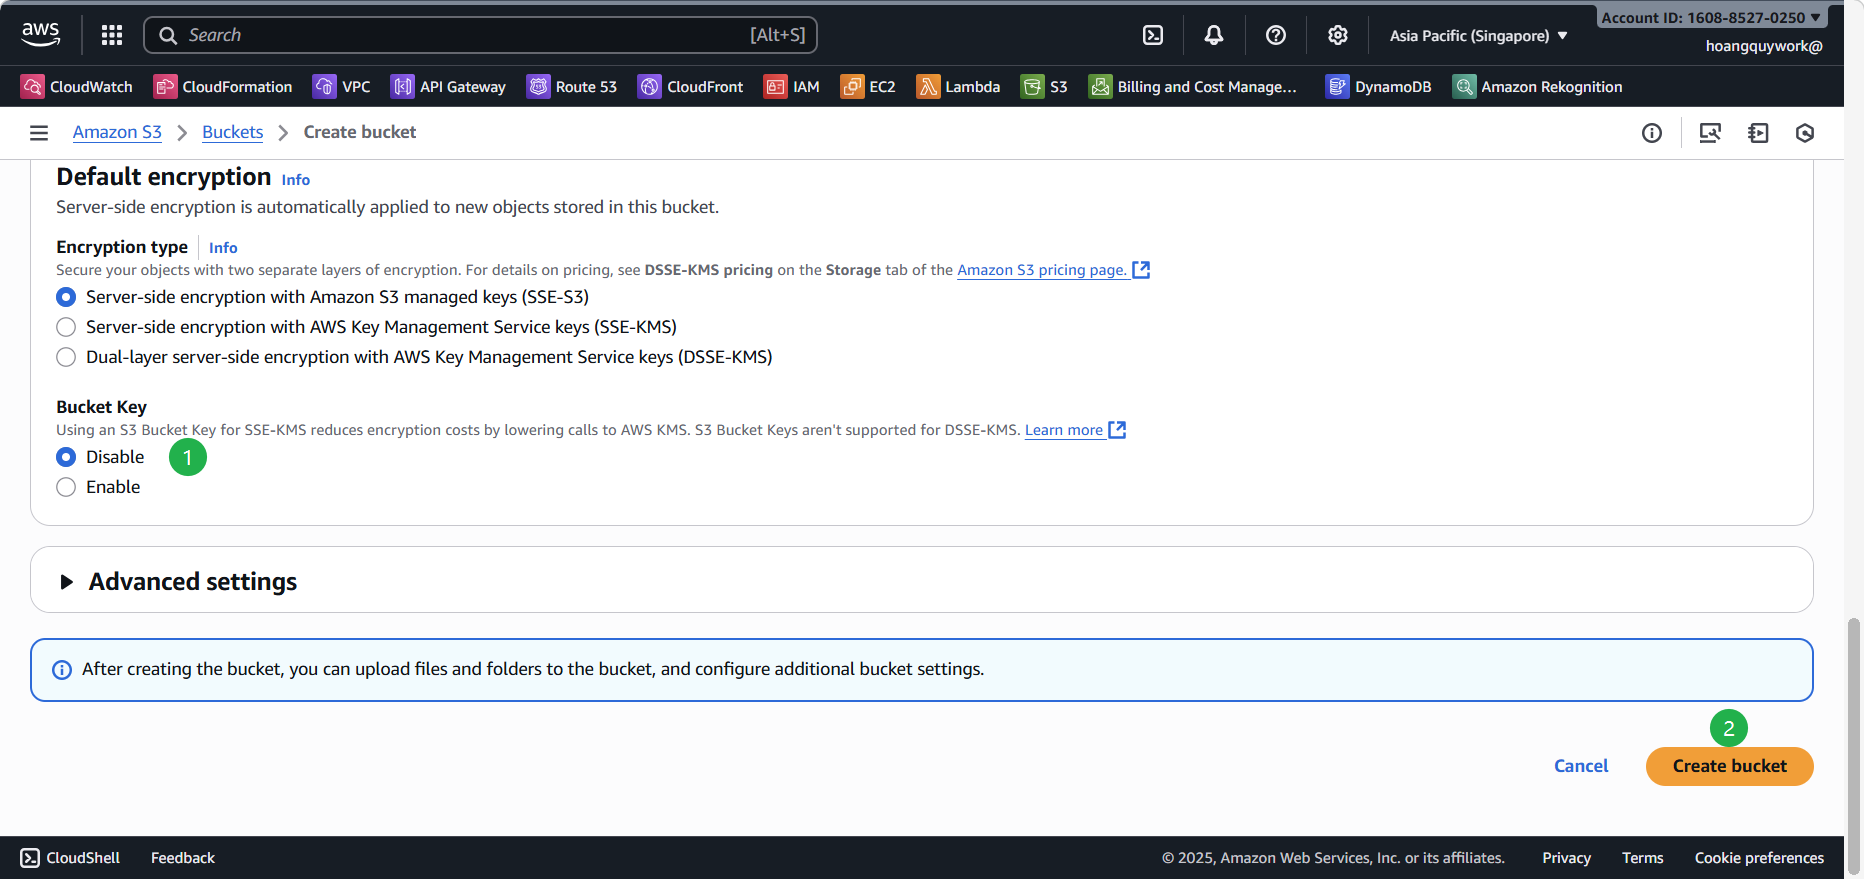 aws
Search
[Alt+S]
Asia Pacific (Singapore)
Account ID: 1608-8527-0250
hoangquywork@
CloudWatch
CloudFormation
VPC
API Gateway
Route 53
CloudFront
IAM
EC2
Lambda
S3
Billing and Cost Manage...
DynamoDB
Amazon Rekognition
Amazon S3
Buckets
Create bucket
Default encryption Info
Server-side encryption is automatically applied to new objects stored in this bucket.
Encryption type Info
Secure your objects with two separate layers of encryption. For details on pricing, see DSSE-KMS pricing on the Storage tab of the Amazon S3 pricing page.
Server-side encryption with Amazon S3 managed keys (SSE-S3)
Server-side encryption with AWS Key Management Service keys (SSE-KMS)
Dual-layer server-side encryption with AWS Key Management Service keys (DSSE-KMS)
Bucket Key
Using an S3 Bucket Key for SSE-KMS reduces encryption costs by lowering calls to AWS KMS. S3 Bucket Keys aren't supported for DSSE-KMS. Learn more
Disable
1
Enable
Advanced settings
After creating the bucket, you can upload files and folders to the bucket, and configure additional bucket settings.
2
Cancel
Create bucket
CloudShell
Feedback
© 2025, Amazon Web Services, Inc. or its affiliates.
Privacy
Terms
Cookie preferences